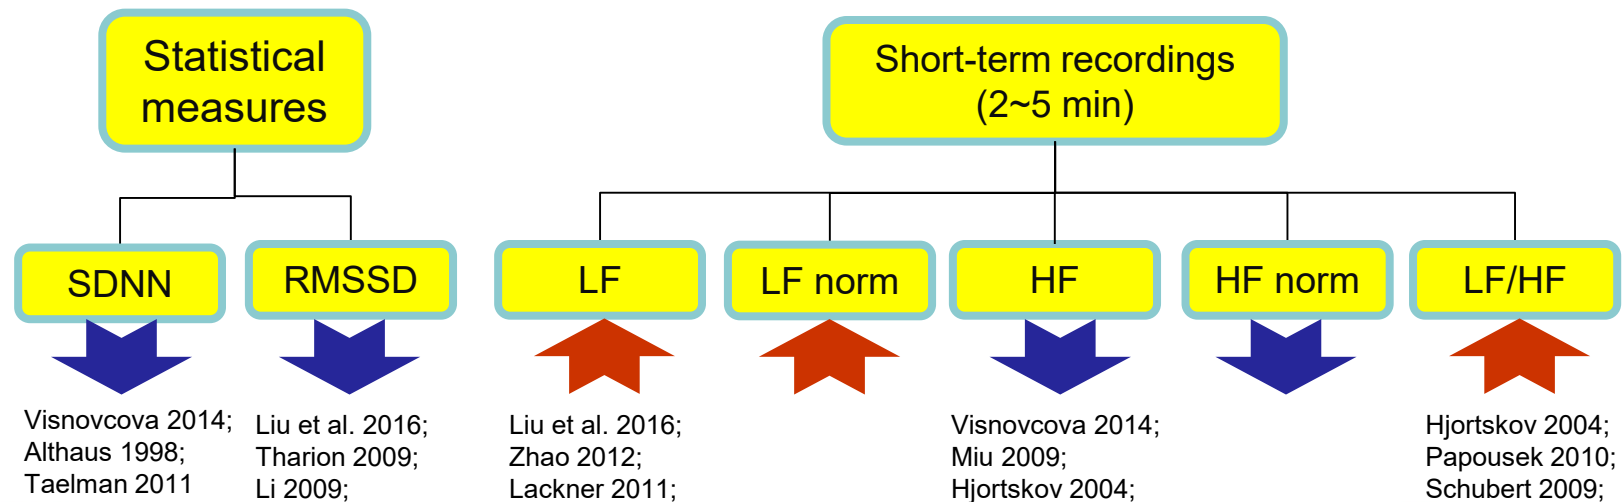 Statistical
measures
Short-term recordings
(2~5 min)
SDNN
RMSSD
LF
LF norm
HF
HF norm
LF/HF
Visnovcova 2014;
Althaus 1998;
Taelman 2011
Liu et al. 2016;
Tharion 2009;
Li 2009;
Liu et al. 2016;
Zhao 2012;
Lackner 2011;
Visnovcova 2014;
Miu 2009;
Hjortskov 2004;
Hjortskov 2004;
Papousek 2010;
Schubert 2009;